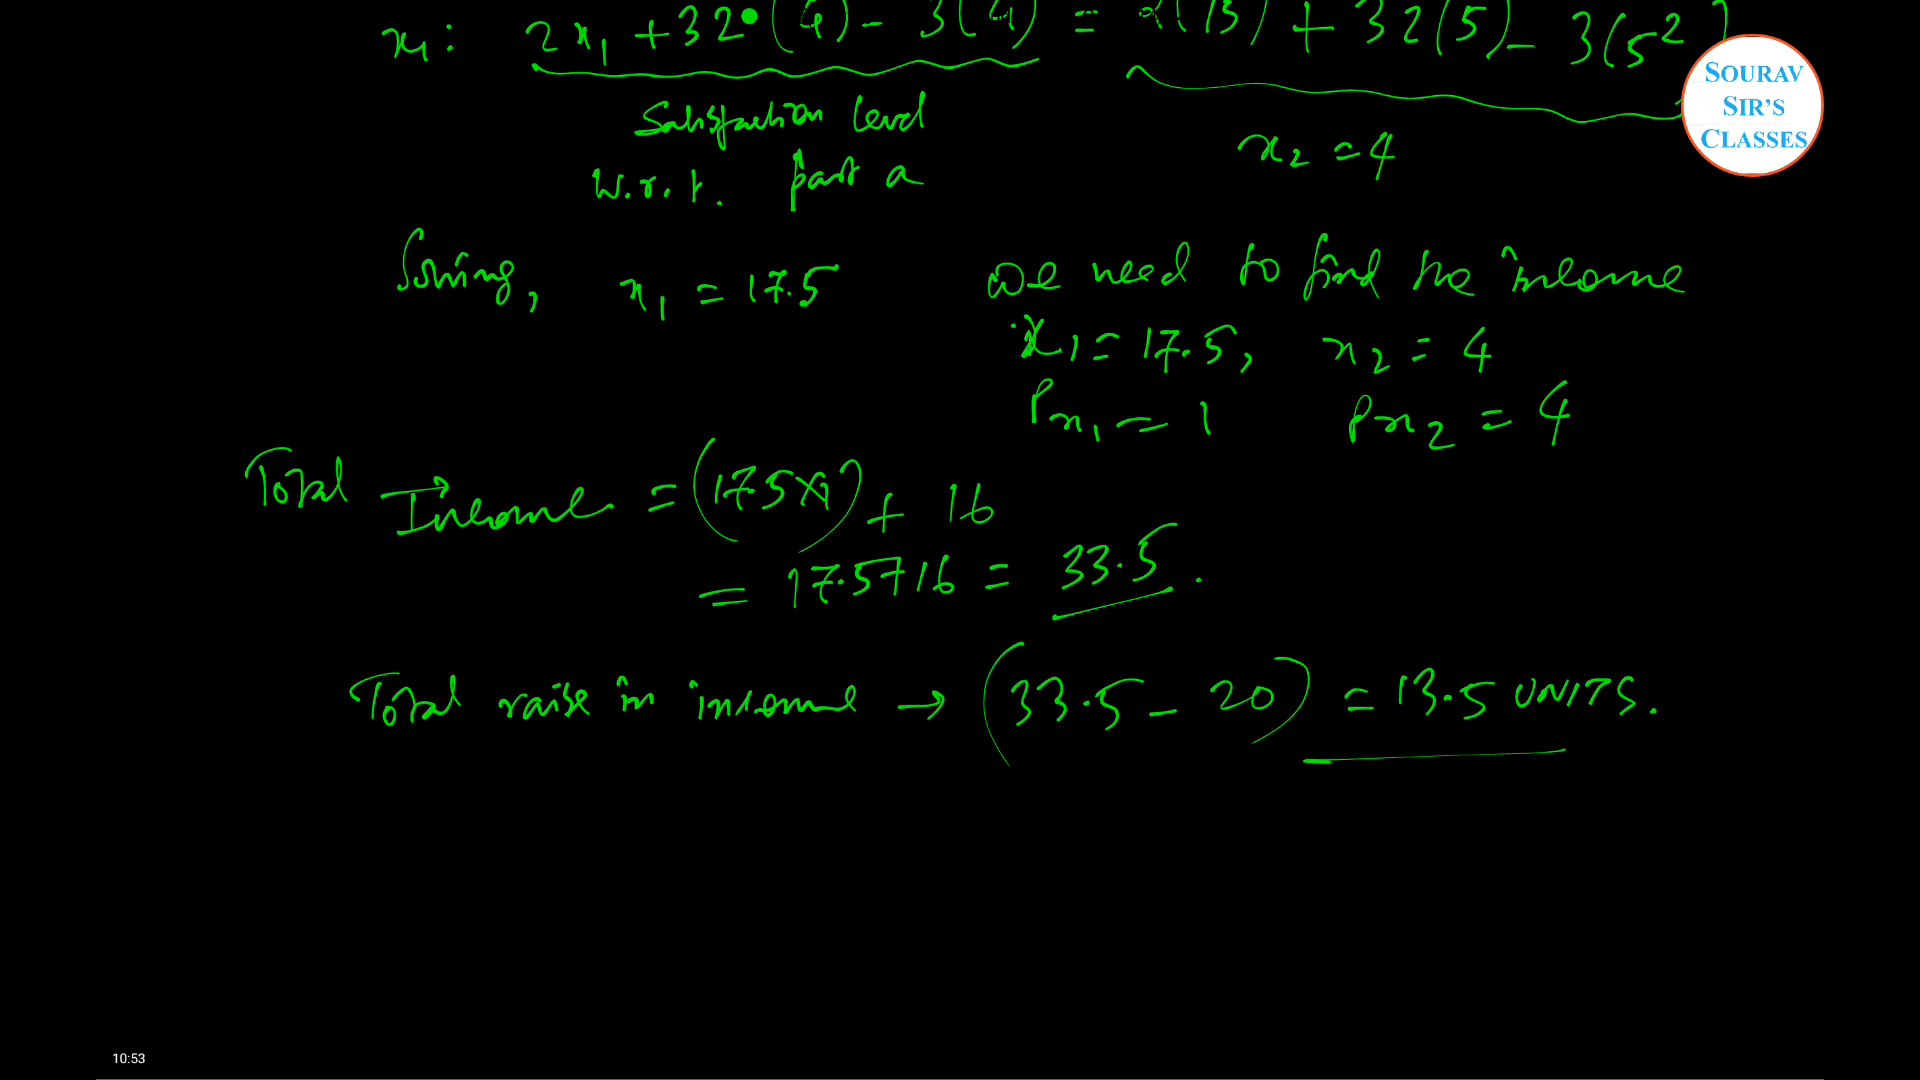 x₁: 2x₁ + 32·(4) - 3(4) = 2(15) + 32(5) - 3(5²)
SOURAV
SIR'S
CLASSES
Satisfaction level
w.r.t. part a
x₂ = 4
Solving, x₁ = 17.5
we need to find the income
x₁ = 17.5, x₂ = 4
Px₁ = 1 Px₂ = 4
Total Income = (17.5x1) + 16
= 17.5+16 = 33.5.
Total raise in income → (33.5 - 20) = 13.5 UNITS.
10:53